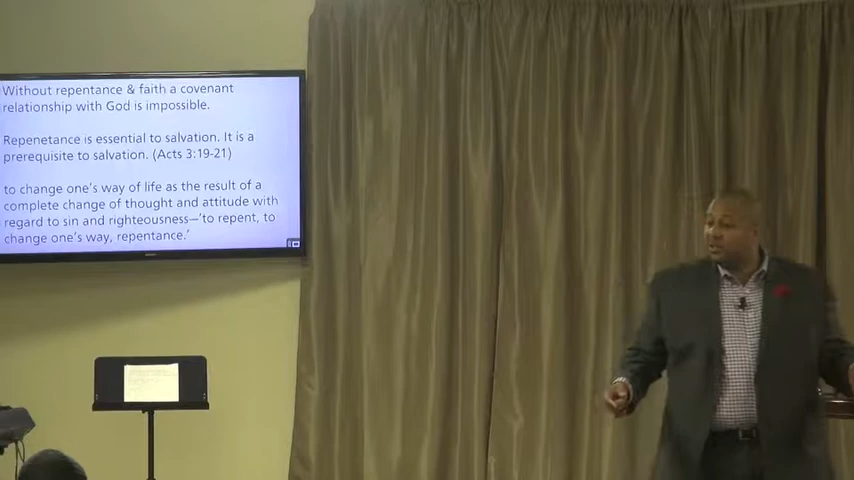 Without repentance & faith a covenant
relationship with God is impossible.
Repenetance is essential to salvation. It is a
prerequisite to salvation. (Acts 3:19-21)
to change one's way of life as the result of a
complete change of thought and attitude with
regard to sin and righteousness—'to repent, to
change one's way, repentance.'